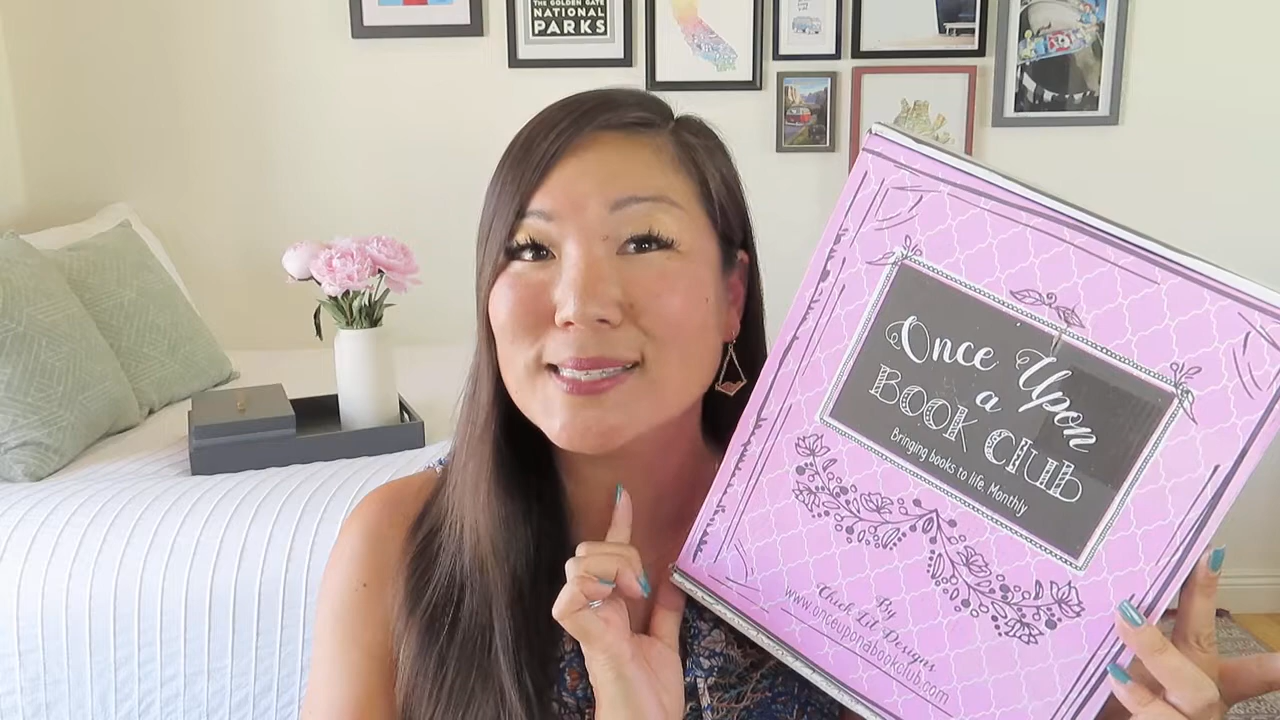 THE GOLDEN GATE
NATIONAL
PARKS
Once Upon
a
BOOK CLUB
Bringing books to life. Monthly
By
Chick Lit Designs
www.onceuponabookclub.com